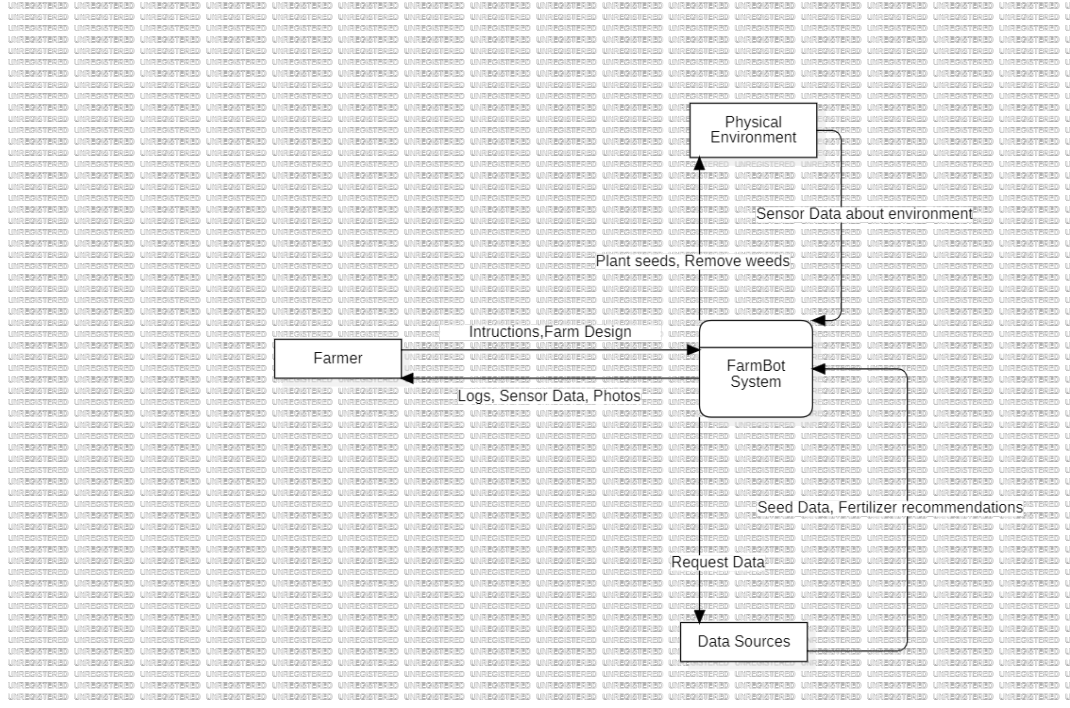 Physical
Environment
Sensor Data about environment
Plant seeds, Remove weeds
Intructions,Farm Design
Farmer
FarmBot
System
Logs, Sensor Data, Photos
Seed Data, Fertilizer recommendations
Request Data
Data Sources
UNREGISTERED